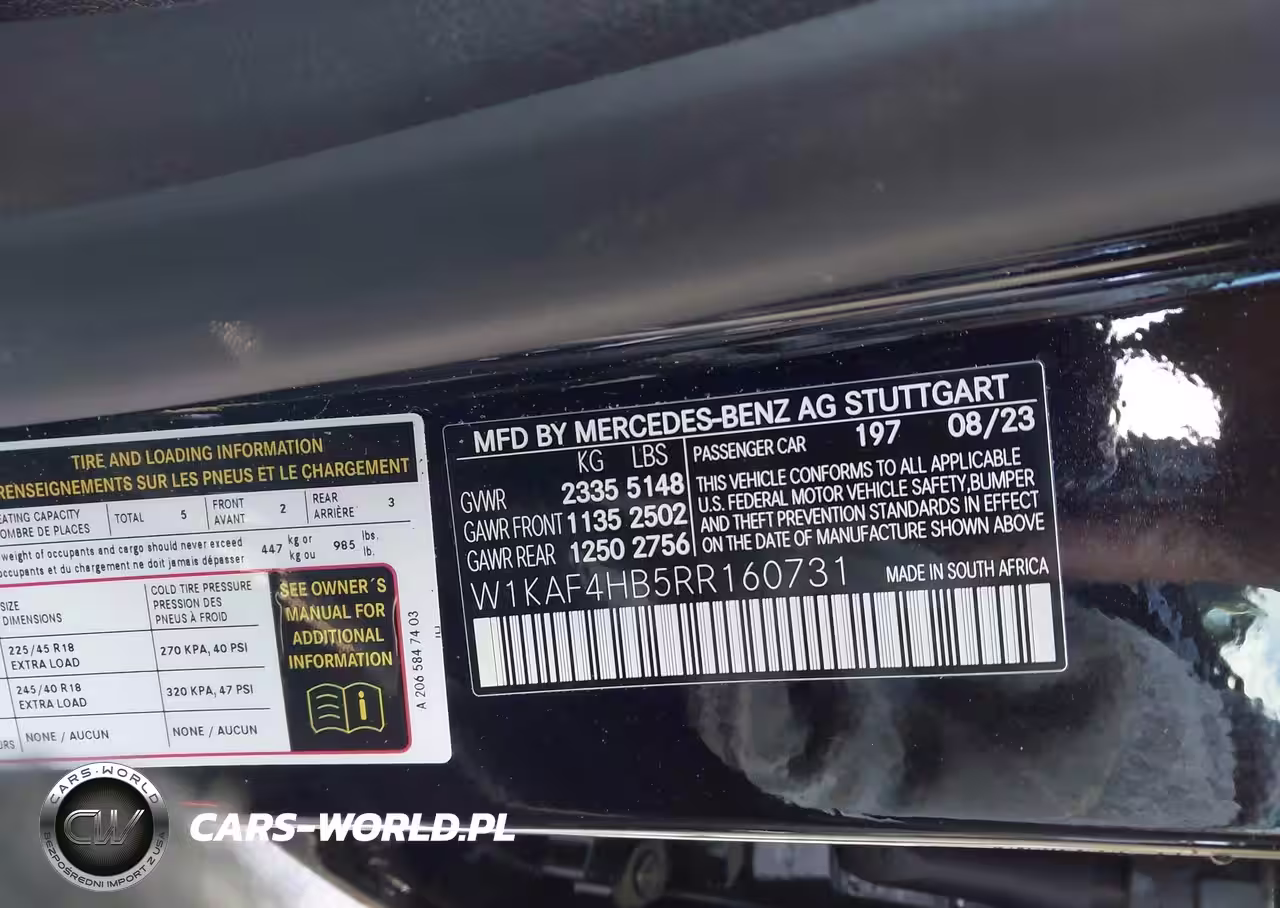 TIRE AND LOADING INFORMATION
RENSEIGNEMENTS SUR LES PNEUS ET LE CHARGEMENT
TOTAL 5 FRONT 2 REAR 3
CAPACITY
DE PLACES
AVANT ARRIÈRE
weight of occupants and cargo should never exceed 447 kg or 985 lbs.
occupants et du chargement ne doit jamais dépasser kg ou lb.
SIZE COLD TIRE PRESSURE
DIMENSIONS PRESSION DES
PNEUS À FROID
225/45 R18 270 KPA, 40 PSI
EXTRA LOAD
245/40 R18 320 KPA, 47 PSI
EXTRA LOAD
NONE / AUCUN NONE / AUCUN
SEE OWNER´S
MANUAL FOR
ADDITIONAL
INFORMATION
i
A 206 584 74 03
MFD BY MERCEDES-BENZ AG STUTTGART
KG LBS
GVWR 2335 5148
GAWR FRONT 1135 2502
GAWR REAR 1250 2756
PASSENGER CAR 197 08/23
THIS VEHICLE CONFORMS TO ALL APPLICABLE
U.S. FEDERAL MOTOR VEHICLE SAFETY,BUMPER
AND THEFT PREVENTION STANDARDS IN EFFECT
ON THE DATE OF MANUFACTURE SHOWN ABOVE
W1KAF4HB5RR160731 MADE IN SOUTH AFRICA
CARS-WORLD
CW
BEZPOŚREDNI IMPORT Z USA
CARS-WORLD.PL